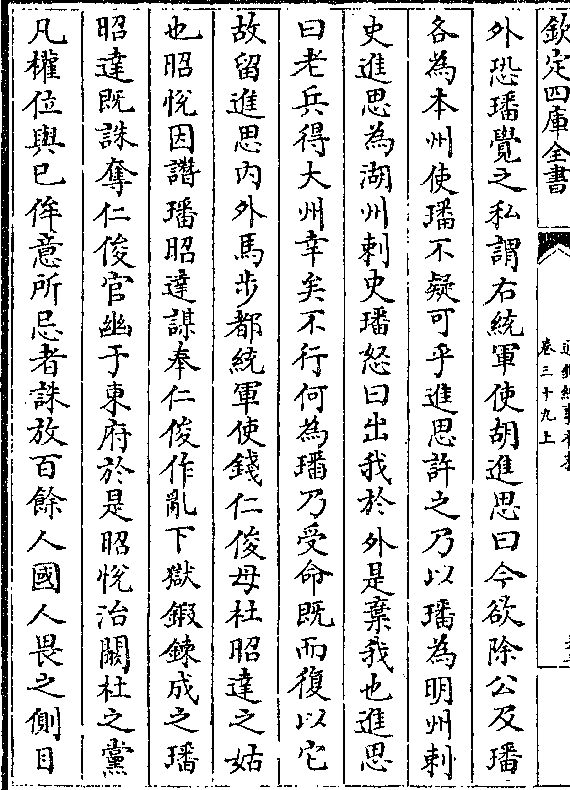 欽定四庫全書
卷三十九上
外恐璠覺之私謂右統軍使胡進思曰今欲除公及璠
各為本州使璠不疑可乎進思許之乃以璠為明州刺
史進思為湖州刺史璠怒曰出我於外是棄我也進思
曰老兵得大州幸矣不行何為璠乃受命既而復以它
故留進思内外馬步都統軍使錢仁俊母杜昭達之姑
也昭悅因譖璠昭達謀奉仁俊作亂下獄鍜鍊成之璠
昭達既誅奪仁俊官幽于東府於是昭悅治闞杜之黨
凡權位與已侔意所忌者誅放百餘人國人畏之側目